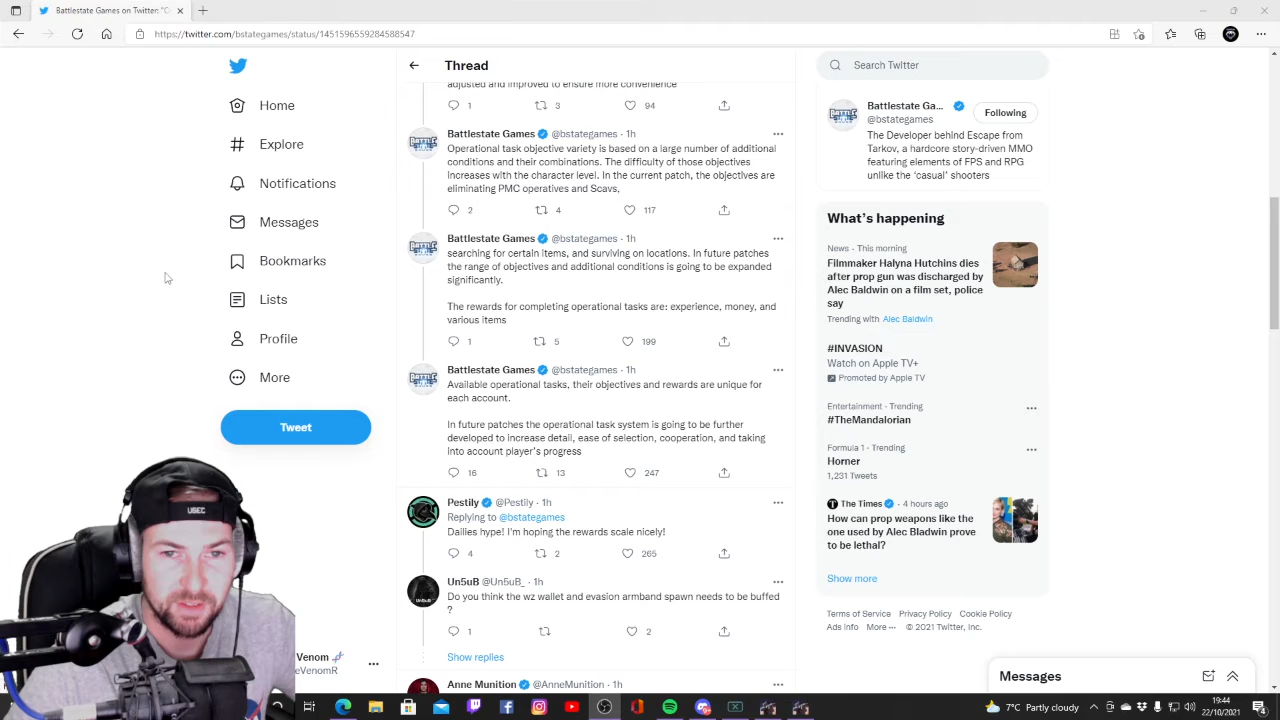 Battlestate Games on Twitter: "O
https://twitter.com/bstategames/status/1451596559284588547
Home
Explore
Notifications
Messages
Bookmarks
Lists
Profile
More
Tweet
Venom
eVenomR
Thread
adjusted and improved to ensure more convenience
1 3 94
Battlestate Games @bstategames · 1h
Operational task objective variety is based on a large number of additional
conditions and their combinations. The difficulty of those objectives
increases with the character level. In the current patch, the objectives are
eliminating PMC operatives and Scavs,
2 4 117
Battlestate Games @bstategames · 1h
searching for certain items, and surviving on locations. In future patches
the range of objectives and additional conditions is going to be expanded
significantly.
The rewards for completing operational tasks are: experience, money, and
various items
1 5 199
Battlestate Games @bstategames · 1h
Available operational tasks, their objectives and rewards are unique for
each account.
In future patches the operational task system is going to be further
developed to increase detail, ease of selection, cooperation, and taking
into account player's progress
16 13 247
Pestily @Pestily · 1h
Replying to @bstategames
Dailies hype! I'm hoping the rewards scale nicely!
4 2 265
Un5uB @Un5uB_ · 1h
Do you think the wz wallet and evasion armband spawn needs to be buffed
?
1 2
Show replies
Anne Munition @AnneMunition · 1h
Search Twitter
Battlestate Ga...
@bstategames
Following
The Developer behind Escape from
Tarkov, a hardcore story-driven MMO
featuring elements of FPS and RPG
unlike the 'casual' shooters
What's happening
News · This morning
Filmmaker Halyna Hutchins dies
after prop gun was discharged by
Alec Baldwin on a film set, police
say
Trending with Alec Baldwin
#INVASION
Watch on Apple TV+
Promoted by Apple TV
Entertainment · Trending
#TheMandalorian
Formula 1 · Trending
Horner
1,231 Tweets
The Times · 4 hours ago
How can prop weapons like the
one used by Alec Bladwin prove
to be lethal?
Show more
Terms of Service Privacy Policy Cookie Policy
Ads info More ··· © 2021 Twitter, Inc.
Messages
USEC
7°C Partly cloudy
19:44
22/10/2021